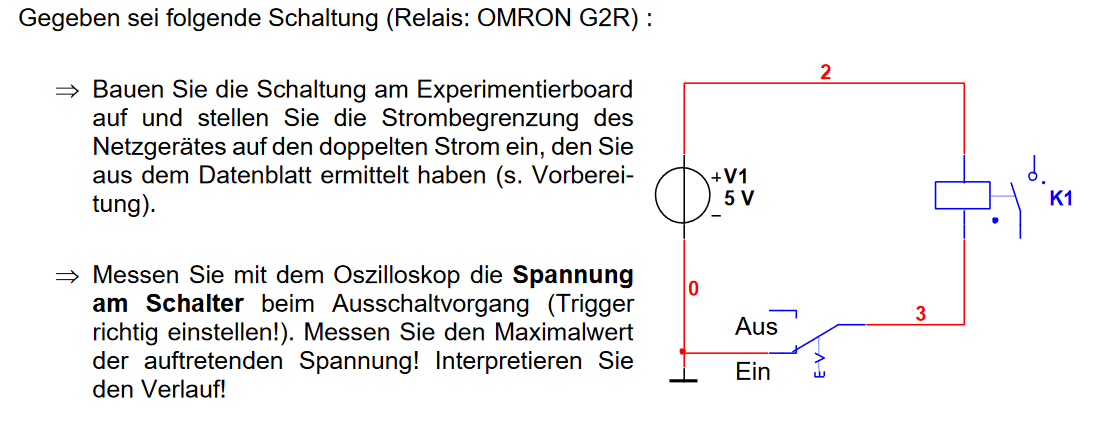 Gegeben sei folgende Schaltung (Relais: OMRON G2R) :
⇒ Bauen Sie die Schaltung am Experimentierboard
auf und stellen Sie die Strombegrenzung des
Netzgerätes auf den doppelten Strom ein, den Sie
aus dem Datenblatt ermittelt haben (s. Vorberei-
tung).
⇒ Messen Sie mit dem Oszilloskop die Spannung
am Schalter beim Ausschaltvorgang (Trigger
richtig einstellen!). Messen Sie den Maximalwert
der auftretenden Spannung! Interpretieren Sie
den Verlauf!
2
+V1
5 V
−
K1
0
3
Aus
Ein